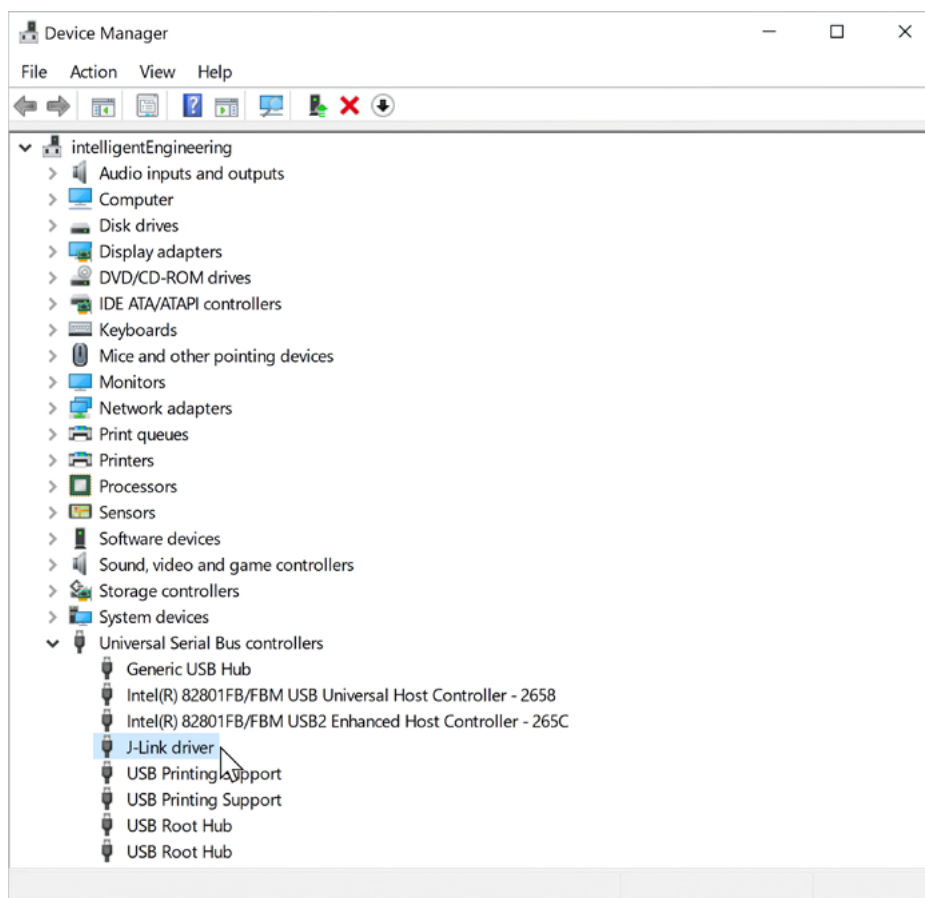 Device Manager
File Action View Help
intelligentEngineering
Audio inputs and outputs
Computer
Disk drives
Display adapters
DVD/CD-ROM drives
IDE ATA/ATAPI controllers
Keyboards
Mice and other pointing devices
Monitors
Network adapters
Print queues
Printers
Processors
Sensors
Software devices
Sound, video and game controllers
Storage controllers
System devices
Universal Serial Bus controllers
Generic USB Hub
Intel(R) 82801FB/FBM USB Universal Host Controller - 2658
Intel(R) 82801FB/FBM USB2 Enhanced Host Controller - 265C
J-Link driver
USB Printing Support
USB Printing Support
USB Root Hub
USB Root Hub